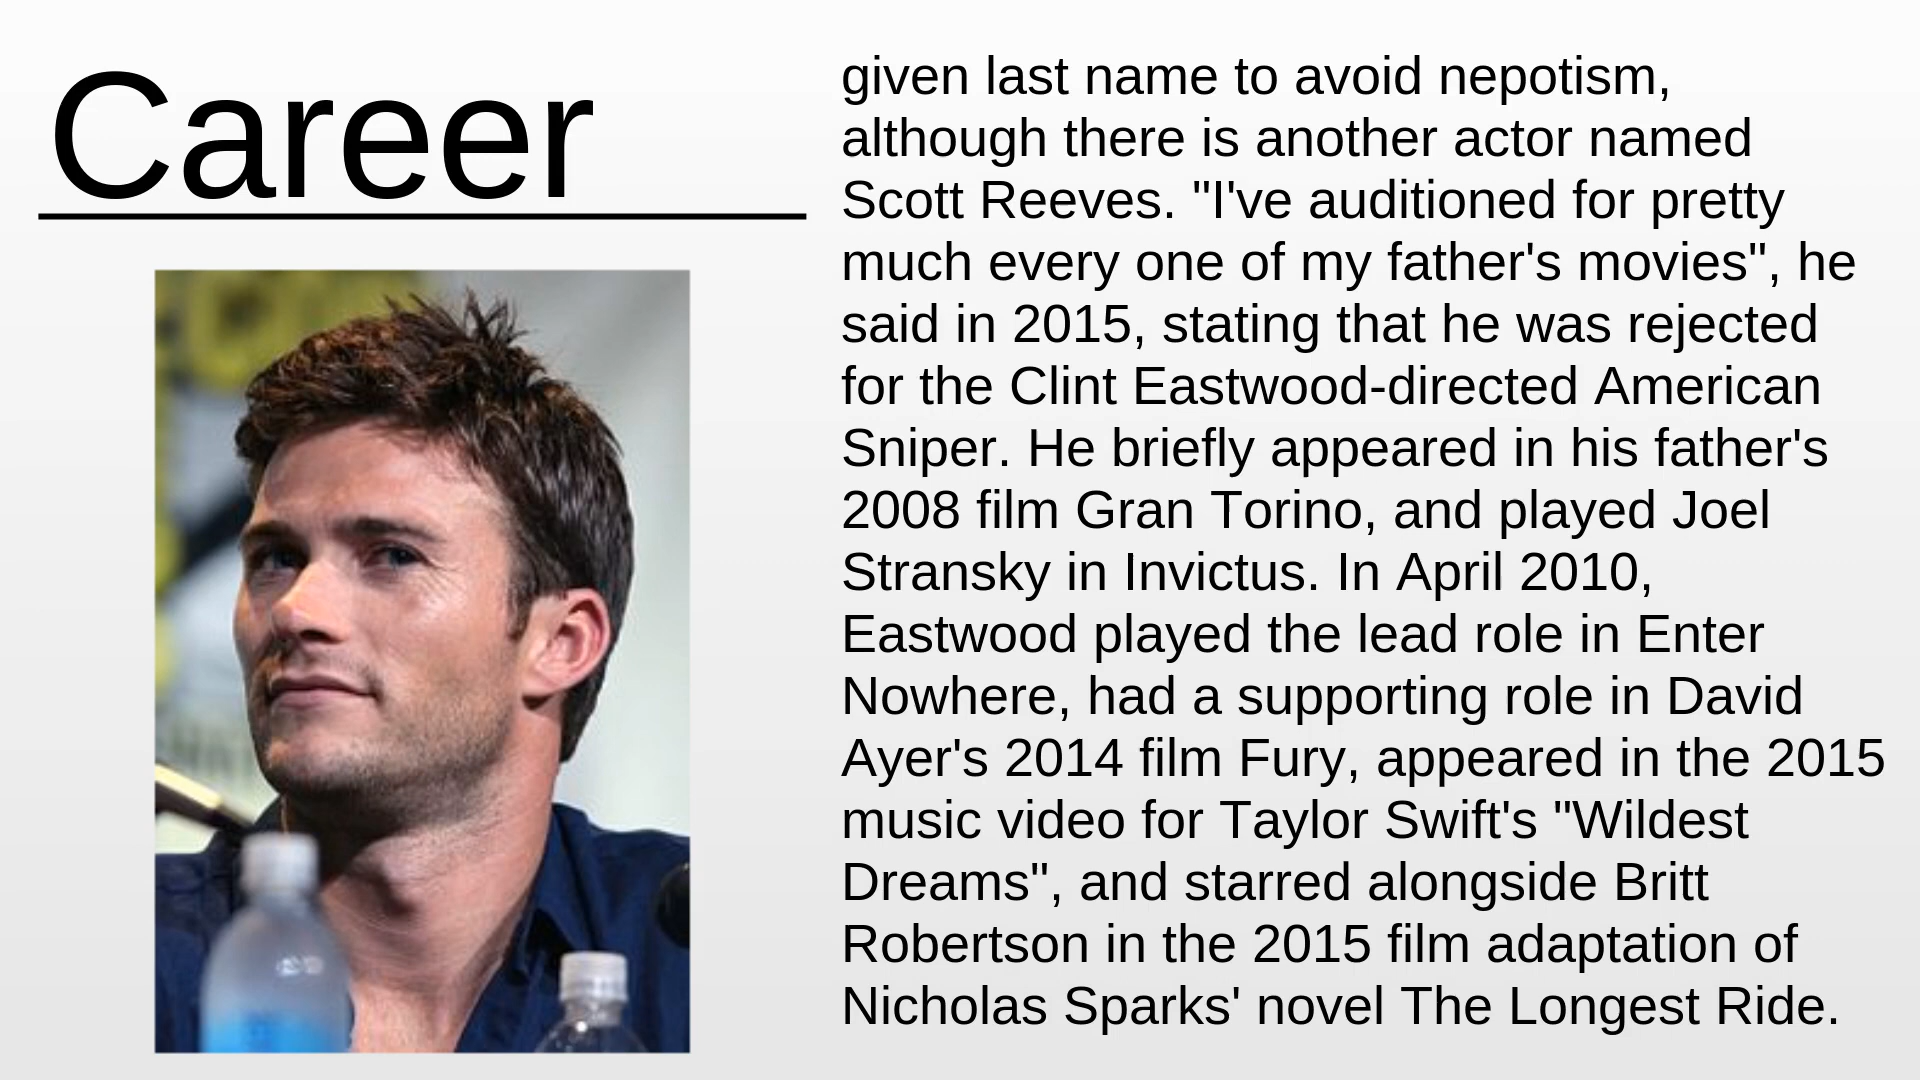 Career
given last name to avoid nepotism,
although there is another actor named
Scott Reeves. "I've auditioned for pretty
much every one of my father's movies", he
said in 2015, stating that he was rejected
for the Clint Eastwood-directed American
Sniper. He briefly appeared in his father's
2008 film Gran Torino, and played Joel
Stransky in Invictus. In April 2010,
Eastwood played the lead role in Enter
Nowhere, had a supporting role in David
Ayer's 2014 film Fury, appeared in the 2015
music video for Taylor Swift's "Wildest
Dreams", and starred alongside Britt
Robertson in the 2015 film adaptation of
Nicholas Sparks' novel The Longest Ride.